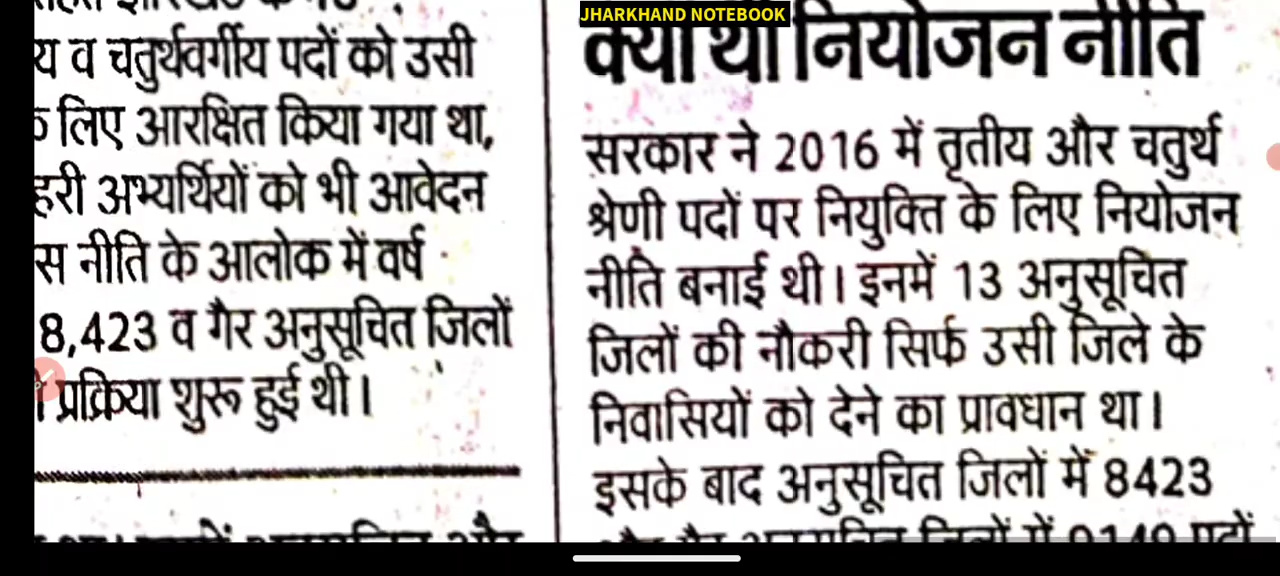 JHARKHAND NOTEBOOK
व चतुर्थवर्गीय पदों को उसी
लिए आरक्षित किया गया था,
अभ्यर्थियों को भी आवेदन
नीति के आलोक में वर्ष
8,423 व गैर अनुसूचित जिलों
प्रक्रिया शुरू हुई थी।
क्या थी नियोजन नीति
सरकार ने 2016 में तृतीय और चतुर्थ
श्रेणी पदों पर नियुक्ति के लिए नियोजन
नीति बनाई थी। इनमें 13 अनुसूचित
जिलों की नौकरी सिर्फ उसी जिले के
निवासियों को देने का प्रावधान था।
इसके बाद अनुसूचित जिलों में 8423